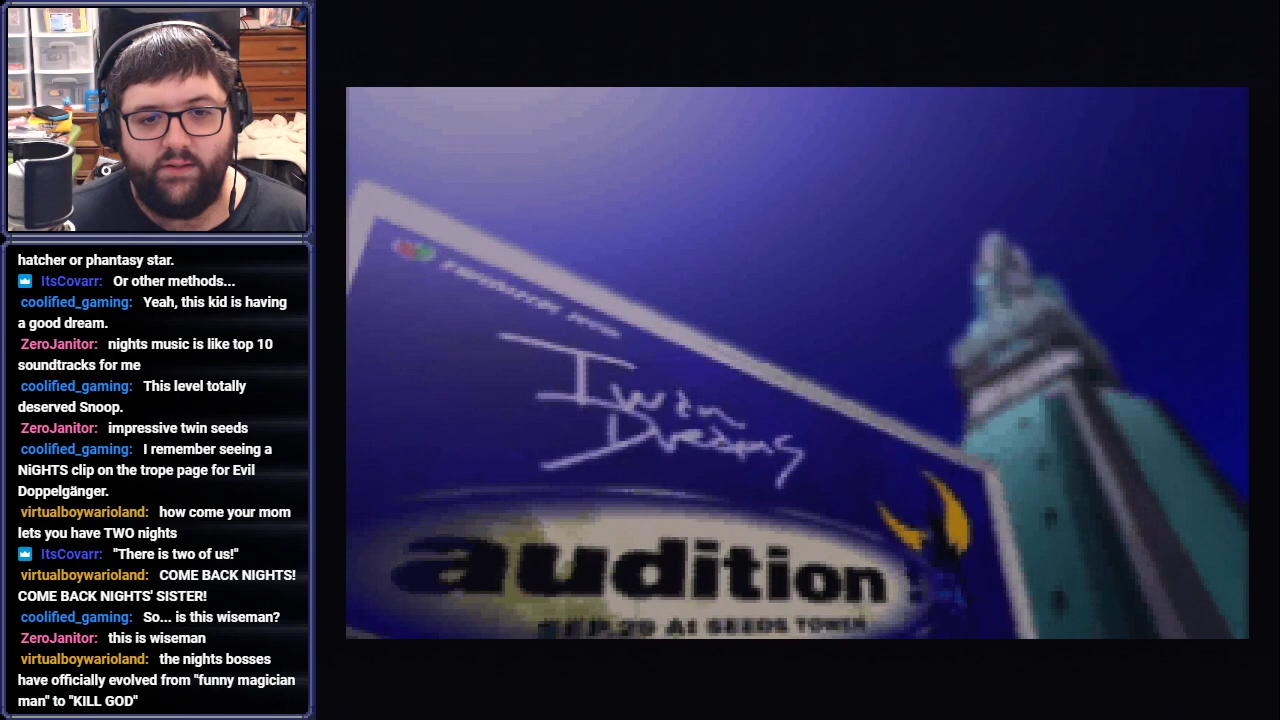 hatcher or phantasy star.
ItsCovarr: Or other methods...
coolified_gaming: Yeah, this kid is having
a good dream.
ZeroJanitor: nights music is like top 10
soundtracks for me
coolified_gaming: This level totally
deserved Snoop.
ZeroJanitor: impressive twin seeds
coolified_gaming: I remember seeing a
NiGHTS clip on the trope page for Evil
Doppelgänger.
virtualboywarioland: how come your mom
lets you have TWO nights
ItsCovarr: "There is two of us!"
virtualboywarioland: COME BACK NIGHTS!
COME BACK NIGHTS' SISTER!
coolified_gaming: So... is this wiseman?
ZeroJanitor: this is wiseman
virtualboywarioland: the nights bosses
have officially evolved from "funny magician
man" to "KILL GOD"
Dreams
audition
SEP.29 At SEEDS TOWER